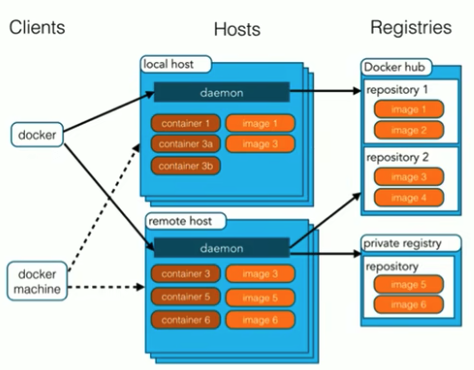 Clients
Hosts
Registries
local host
daemon
container 1
image 1
container 3a
image 3
container 3b
Docker hub
repository 1
image 1
image 2
repository 2
image 3
image 4
docker
docker
machine
remote host
daemon
container 3
image 3
container 5
image 5
container 6
image 6
private registry
repository
image 5
image 6